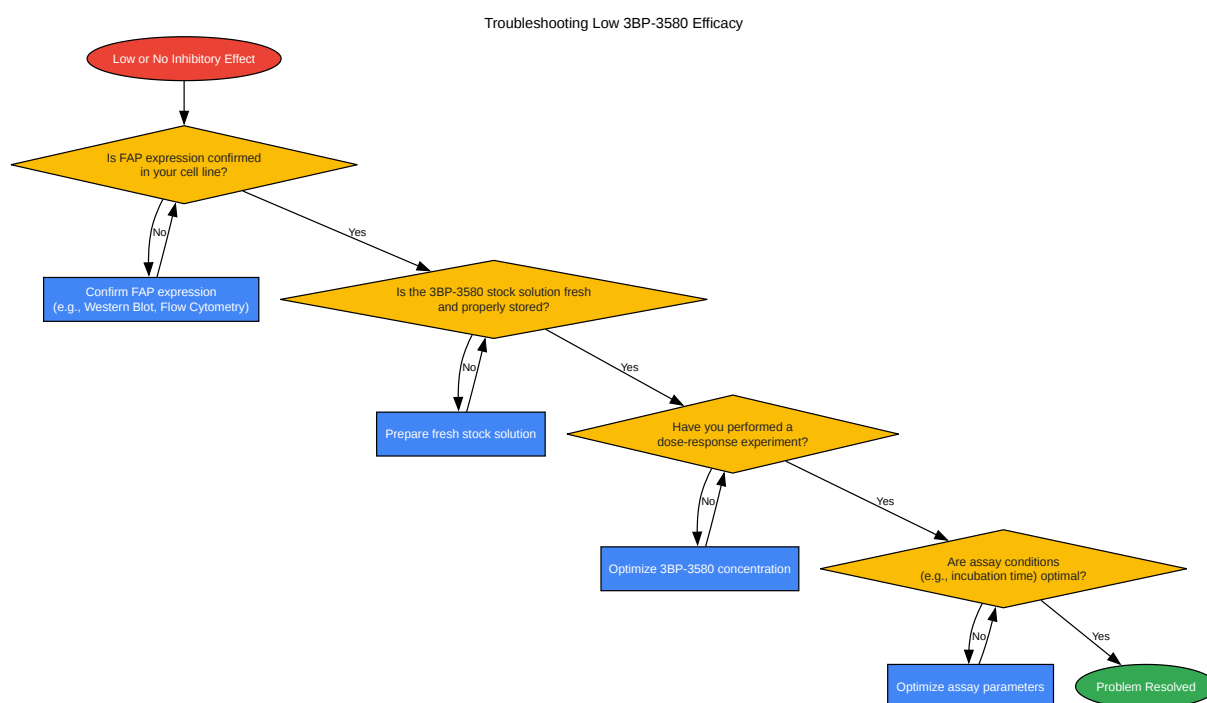 Troubleshooting Low 3BP-3580 Efficacy
Low or No Inhibitory Effect
Is FAP expression confirmed
in your cell line?
No
Yes
Confirm FAP expression
(e.g., Western Blot, Flow Cytometry)
Is the 3BP-3580 stock solution fresh
and properly stored?
No
Yes
Prepare fresh stock solution
Have you performed a
dose-response experiment?
No
Yes
Optimize 3BP-3580 concentration
Are assay conditions
(e.g., incubation time) optimal?
No
Yes
Optimize assay parameters
Problem Resolved